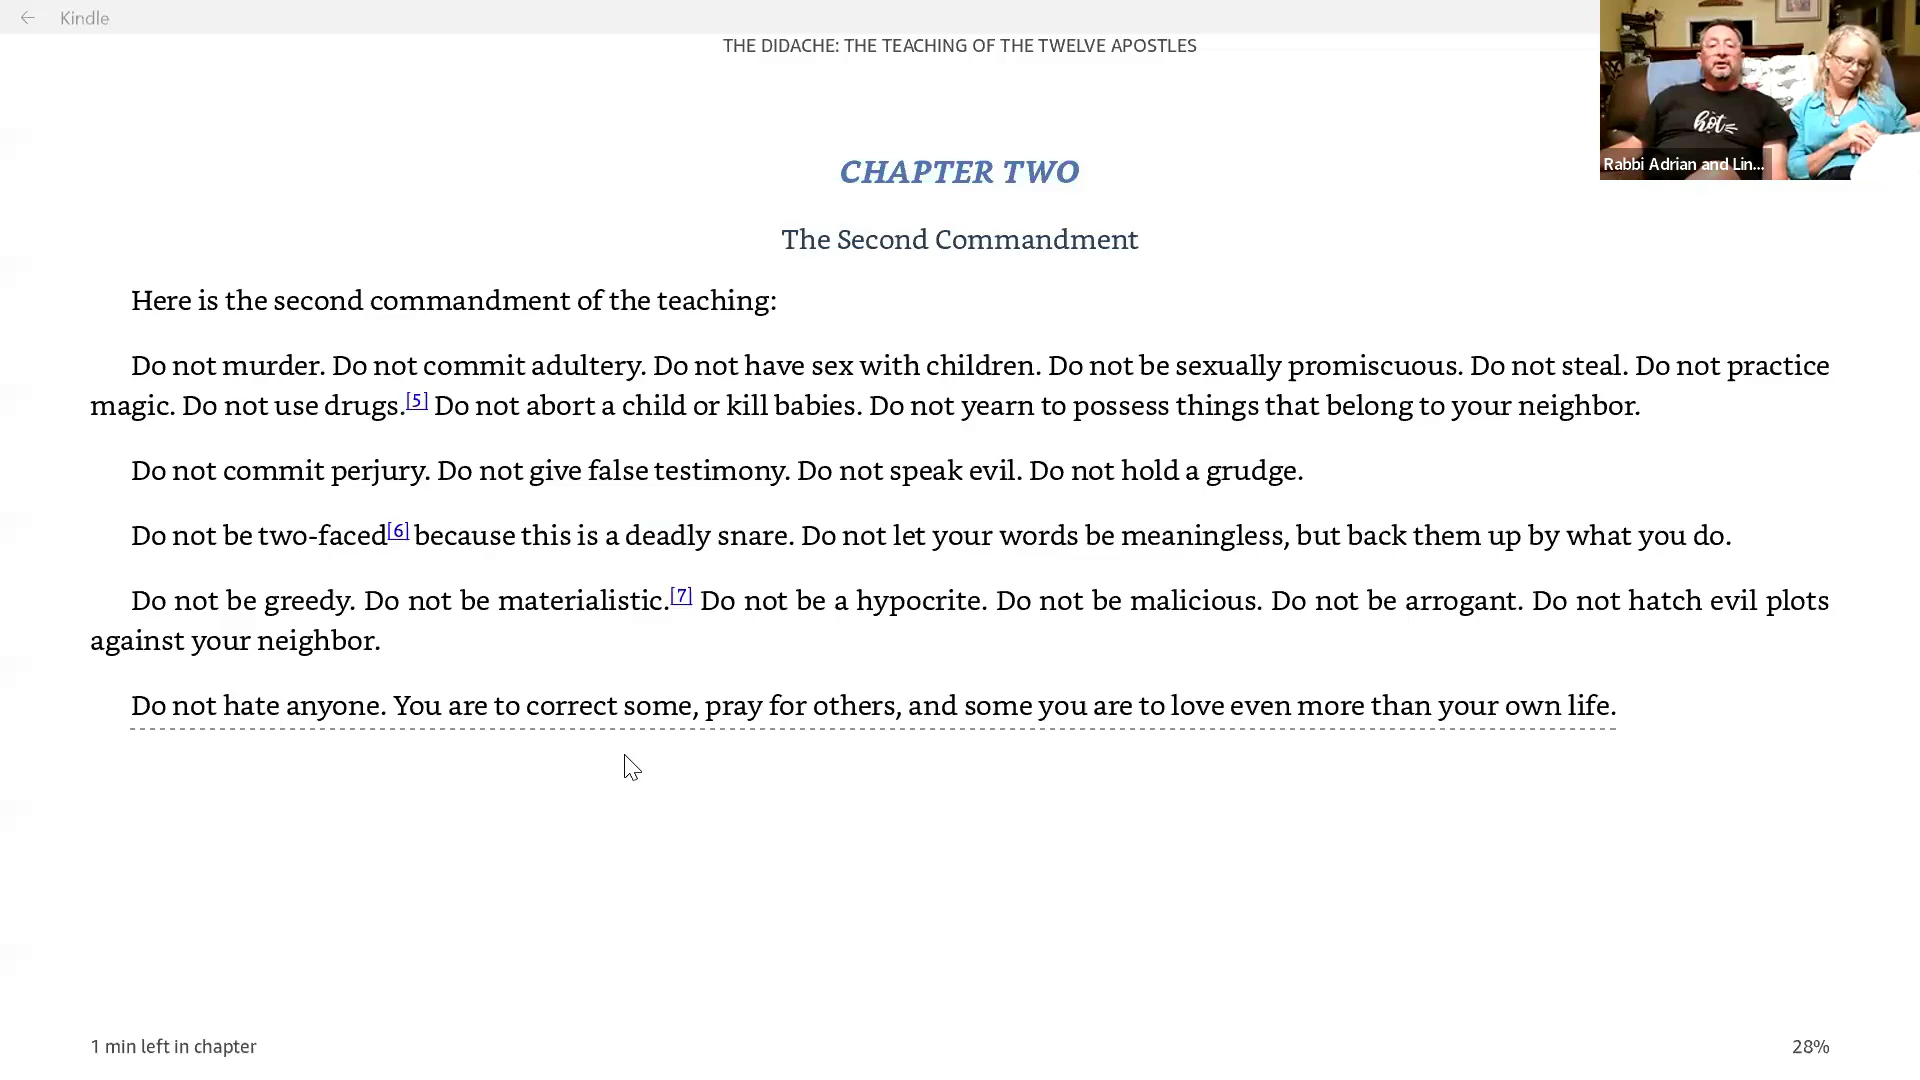 Kindle
THE DIDACHE: THE TEACHING OF THE TWELVE APOSTLES
hot
Rabbi Adrian and Lin...
CHAPTER TWO
The Second Commandment
Here is the second commandment of the teaching:
Do not murder. Do not commit adultery. Do not have sex with children. Do not be sexually promiscuous. Do not steal. Do not practice
magic. Do not use drugs.[5] Do not abort a child or kill babies. Do not yearn to possess things that belong to your neighbor.
Do not commit perjury. Do not give false testimony. Do not speak evil. Do not hold a grudge.
Do not be two-faced[6] because this is a deadly snare. Do not let your words be meaningless, but back them up by what you do.
Do not be greedy. Do not be materialistic.[7] Do not be a hypocrite. Do not be malicious. Do not be arrogant. Do not hatch evil plots
against your neighbor.
Do not hate anyone. You are to correct some, pray for others, and some you are to love even more than your own life.
1 min left in chapter
28%